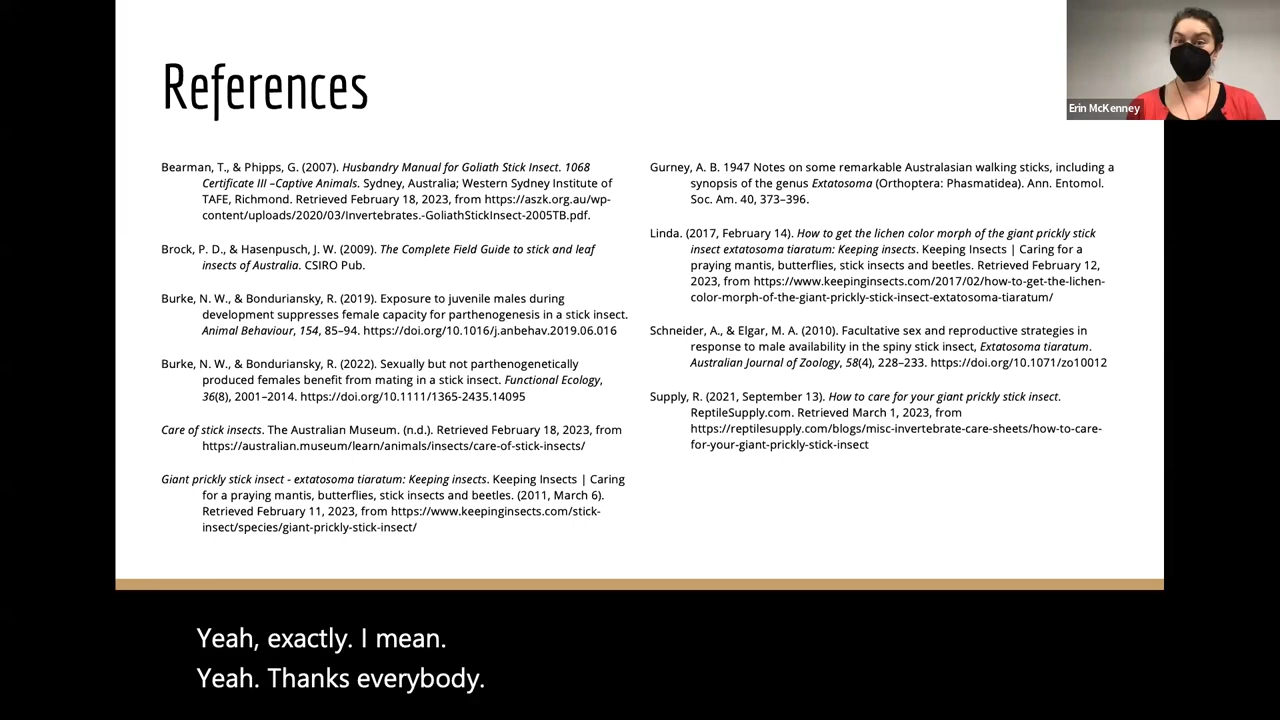 References
Bearman, T., & Phipps, G. (2007). Husbandry Manual for Goliath Stick Insect. 1068
Certificate III –Captive Animals. Sydney, Australia; Western Sydney Institute of
TAFE, Richmond. Retrieved February 18, 2023, from https://aszk.org.au/wp-
content/uploads/2020/03/Invertebrates.-GoliathStickInsect-2005TB.pdf.
Brock, P. D., & Hasenpusch, J. W. (2009). The Complete Field Guide to stick and leaf
insects of Australia. CSIRO Pub.
Burke, N. W., & Bonduriansky, R. (2019). Exposure to juvenile males during
development suppresses female capacity for parthenogenesis in a stick insect.
Animal Behaviour, 154, 85–94. https://doi.org/10.1016/j.anbehav.2019.06.016
Burke, N. W., & Bonduriansky, R. (2022). Sexually but not parthenogenetically
produced females benefit from mating in a stick insect. Functional Ecology,
36(8), 2001–2014. https://doi.org/10.1111/1365-2435.14095
Care of stick insects. The Australian Museum. (n.d.). Retrieved February 18, 2023, from
https://australian.museum/learn/animals/insects/care-of-stick-insects/
Giant prickly stick insect - extatosoma tiaratum: Keeping insects. Keeping Insects | Caring
for a praying mantis, butterflies, stick insects and beetles. (2011, March 6).
Retrieved February 11, 2023, from https://www.keepinginsects.com/stick-
insect/species/giant-prickly-stick-insect/
Gurney, A. B. 1947 Notes on some remarkable Australasian walking sticks, including a
synopsis of the genus Extatosoma (Orthoptera: Phasmatidea). Ann. Entomol.
Soc. Am. 40, 373–396.
Linda. (2017, February 14). How to get the lichen color morph of the giant prickly stick
insect extatosoma tiaratum: Keeping insects. Keeping Insects | Caring for a
praying mantis, butterflies, stick insects and beetles. Retrieved February 12,
2023, from https://www.keepinginsects.com/2017/02/how-to-get-the-lichen-
color-morph-of-the-giant-prickly-stick-insect-extatosoma-tiaratum/
Schneider, A., & Elgar, M. A. (2010). Facultative sex and reproductive strategies in
response to male availability in the spiny stick insect, Extatosoma tiaratum.
Australian Journal of Zoology, 58(4), 228–233. https://doi.org/10.1071/zo10012
Supply, R. (2021, September 13). How to care for your giant prickly stick insect.
ReptileSupply.com. Retrieved March 1, 2023, from
https://reptilesupply.com/blogs/misc-invertebrate-care-sheets/how-to-care-
for-your-giant-prickly-stick-insect
Erin McKenney
Yeah, exactly. I mean.
Yeah. Thanks everybody.